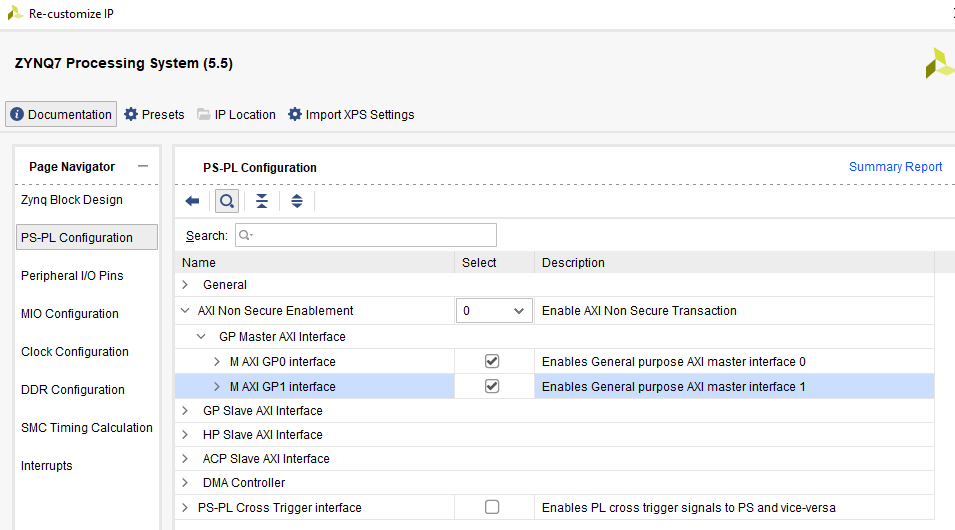 Re-customize IP
ZYNQ7 Processing System (5.5)
Documentation Presets IP Location Import XPS Settings
Page Navigator
Zynq Block Design
PS-PL Configuration
Peripheral I/O Pins
MIO Configuration
Clock Configuration
DDR Configuration
SMC Timing Calculation
Interrupts
PS-PL Configuration Summary Report
Search:
Name Select Description
General
AXI Non Secure Enablement 0 Enable AXI Non Secure Transaction
GP Master AXI Interface
M AXI GP0 interface Enables General purpose AXI master interface 0
M AXI GP1 interface Enables General purpose AXI master interface 1
GP Slave AXI Interface
HP Slave AXI Interface
ACP Slave AXI Interface
DMA Controller
PS-PL Cross Trigger interface Enables PL cross trigger signals to PS and vice-versa